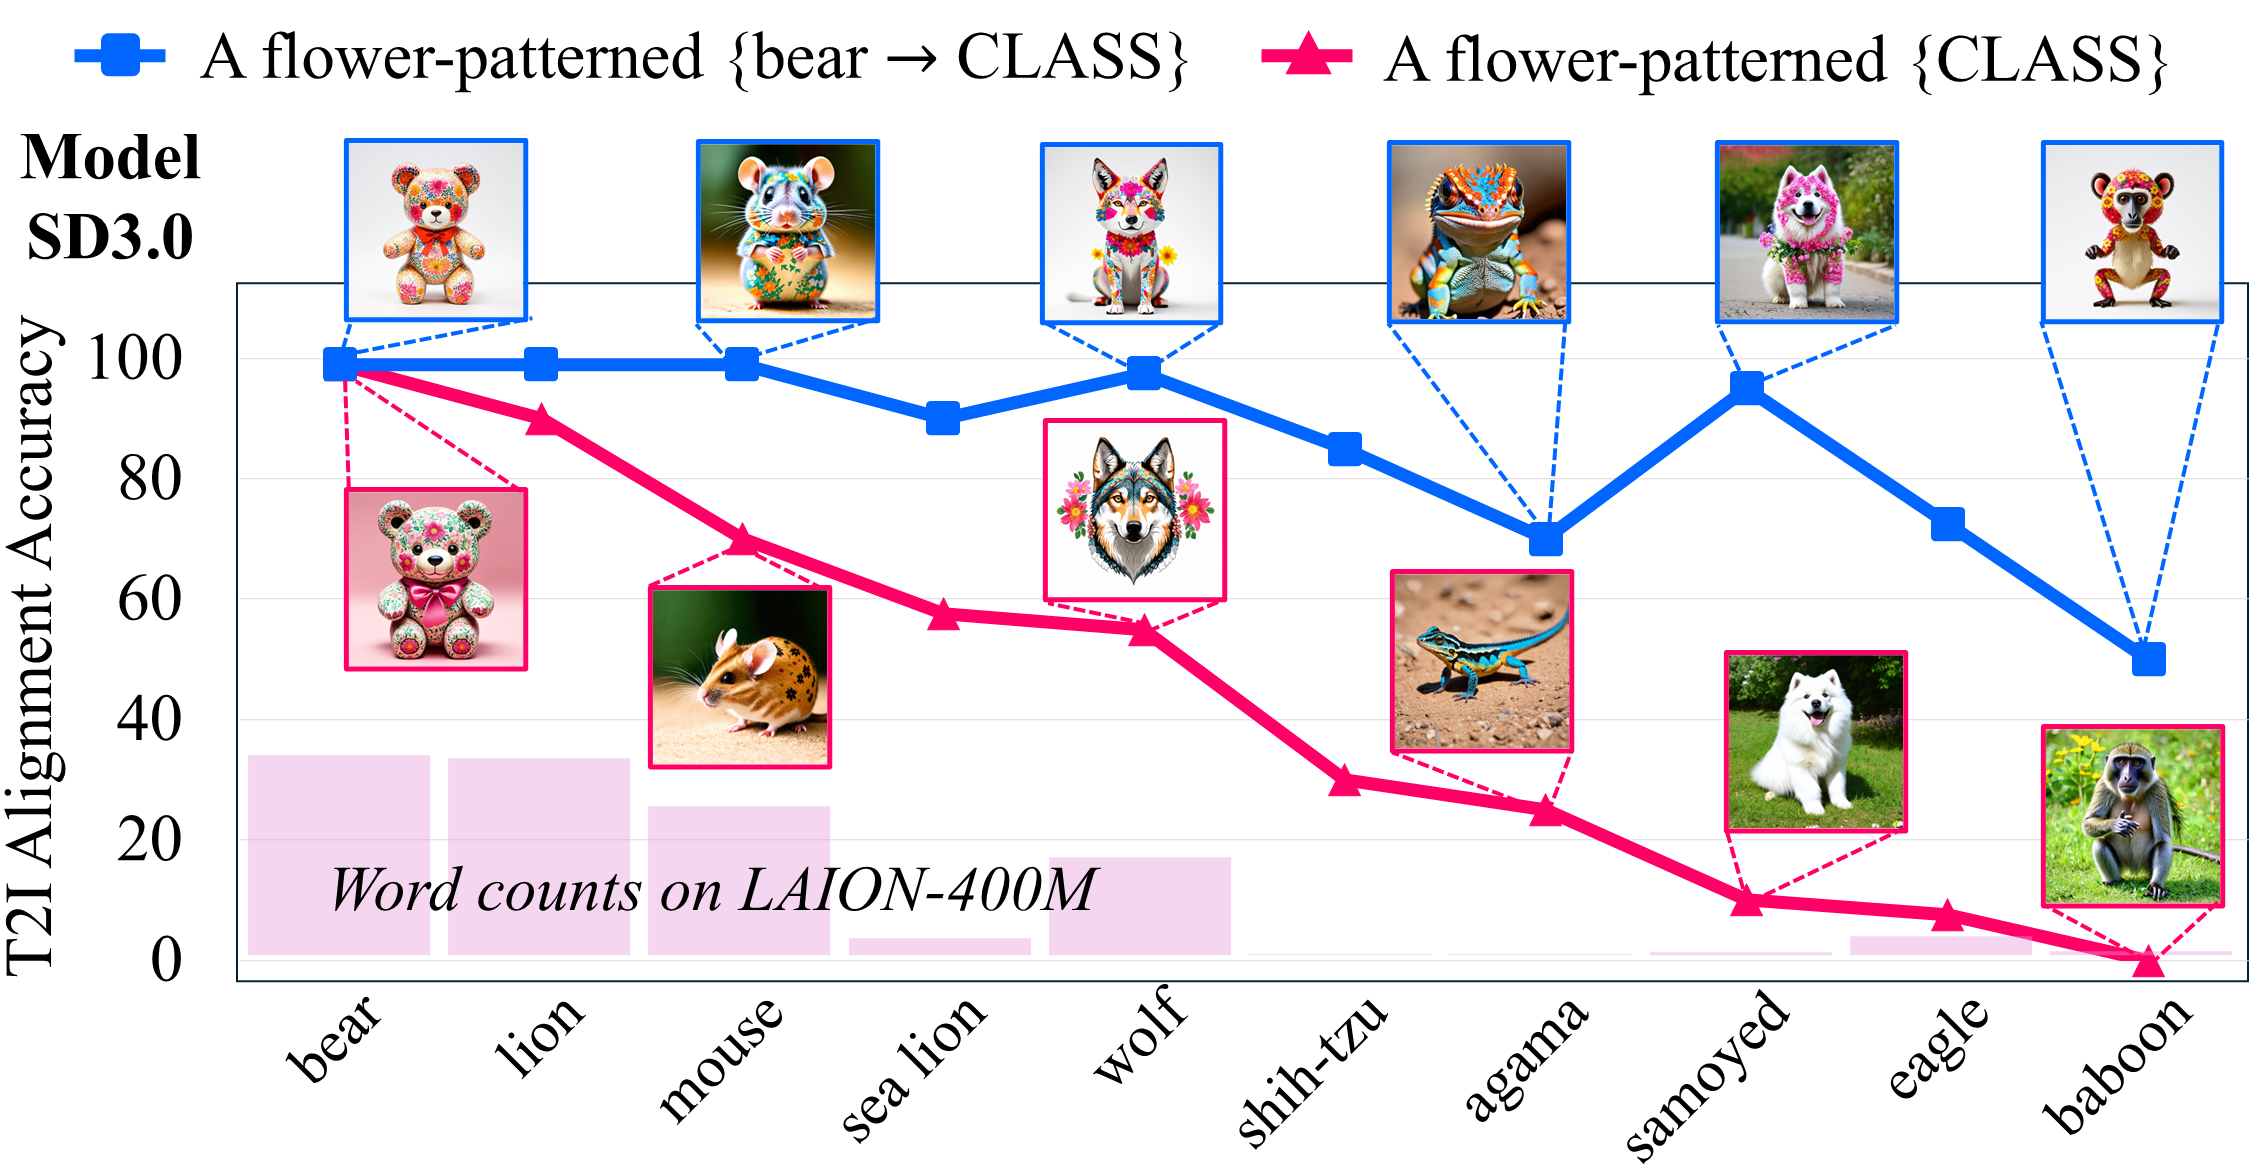 A flower-patterned {bear → CLASS}
A flower-patterned {CLASS}
Model
SD3.0
T2I Alignment Accuracy
100
80
60
40
20
0
Word counts on LAION-400M
bear
lion
mouse
sea lion
wolf
shih-tzu
agama
samoyed
eagle
baboon